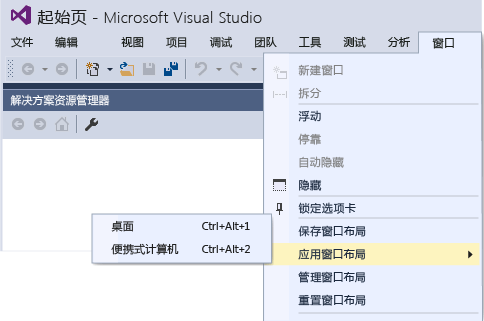 起始页 - Microsoft Visual Studio
文件 编辑 视图 项目 调试 团队 工具 测试 分析 窗口
新建窗口
拆分
解决方案资源管理器
浮动
停靠
自动隐藏
隐藏
锁定选项卡
保存窗口布局
桌面 Ctrl+Alt+1
便携式计算机 Ctrl+Alt+2
应用窗口布局
管理窗口布局
重置窗口布局